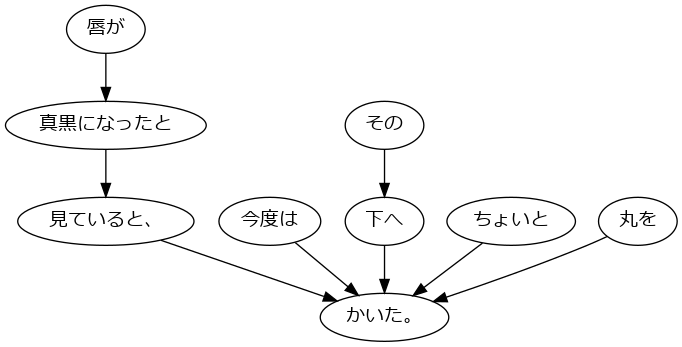 唇が
真黒になったと
その
見ていると、
今度は
下へ
ちょいと
丸を
かいた。